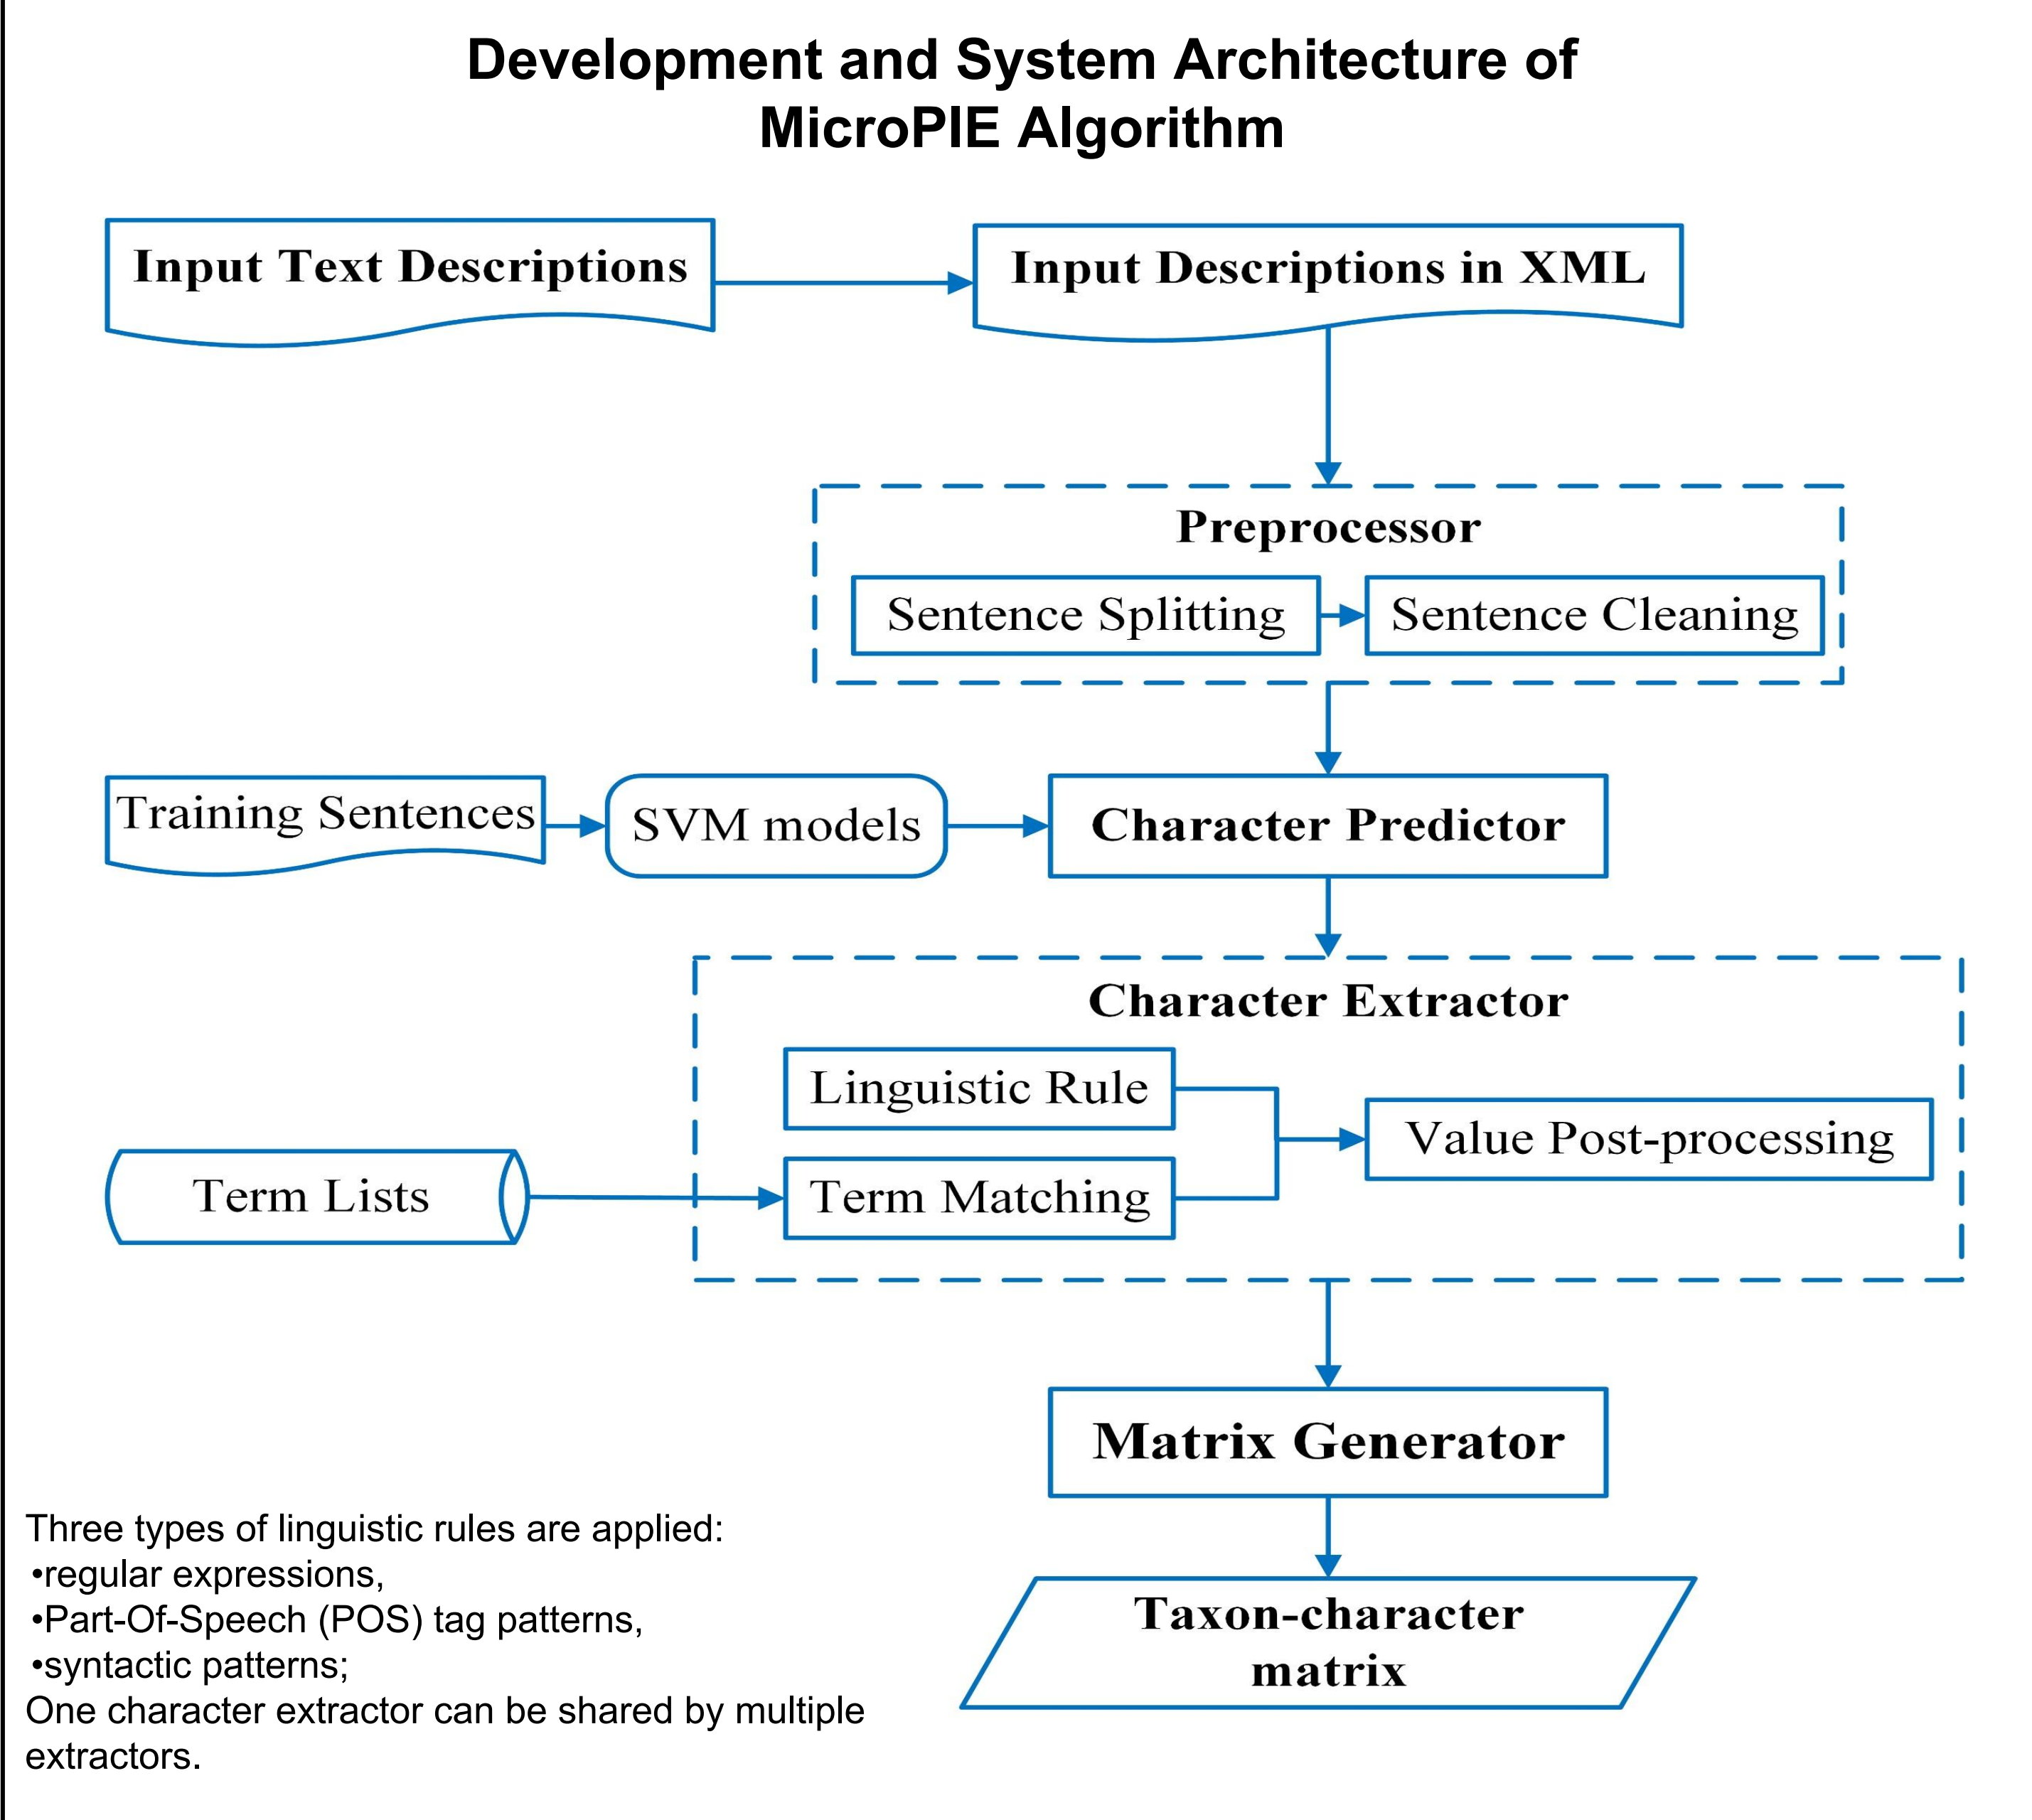 Development and System Architecture of
MicroPIE Algorithm
Input Text Descriptions
Input Descriptions in XML
Preprocessor
Sentence Splitting
Sentence Cleaning
Training Sentences
SVM models
Character Predictor
Character Extractor
Linguistic Rule
Value Post-processing
Term Lists
Term Matching
Matrix Generator
Taxon-character
matrix
Three types of linguistic rules are applied:
•regular expressions,
•Part-Of-Speech (POS) tag patterns,
•syntactic patterns;
One character extractor can be shared by multiple
extractors.